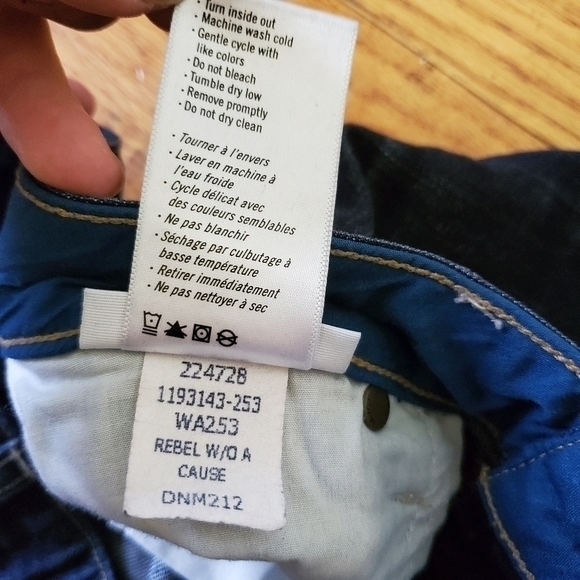 · Turn inside out
· Machine wash cold
· Gentle cycle with
like colors
· Do not bleach
· Tumble dry low
· Remove promptly
· Do not dry clean
· Tourner à l'envers
· Laver en machine à
l'eau froide
· Cycle délicat avec
des couleurs semblables
· Ne pas blanchir
· Séchage par culbutage à
basse température
· Retirer immédiatement
· Ne pas nettoyer à sec
224728
1193143-253
WA253
REBEL W/O A
CAUSE
DNM212